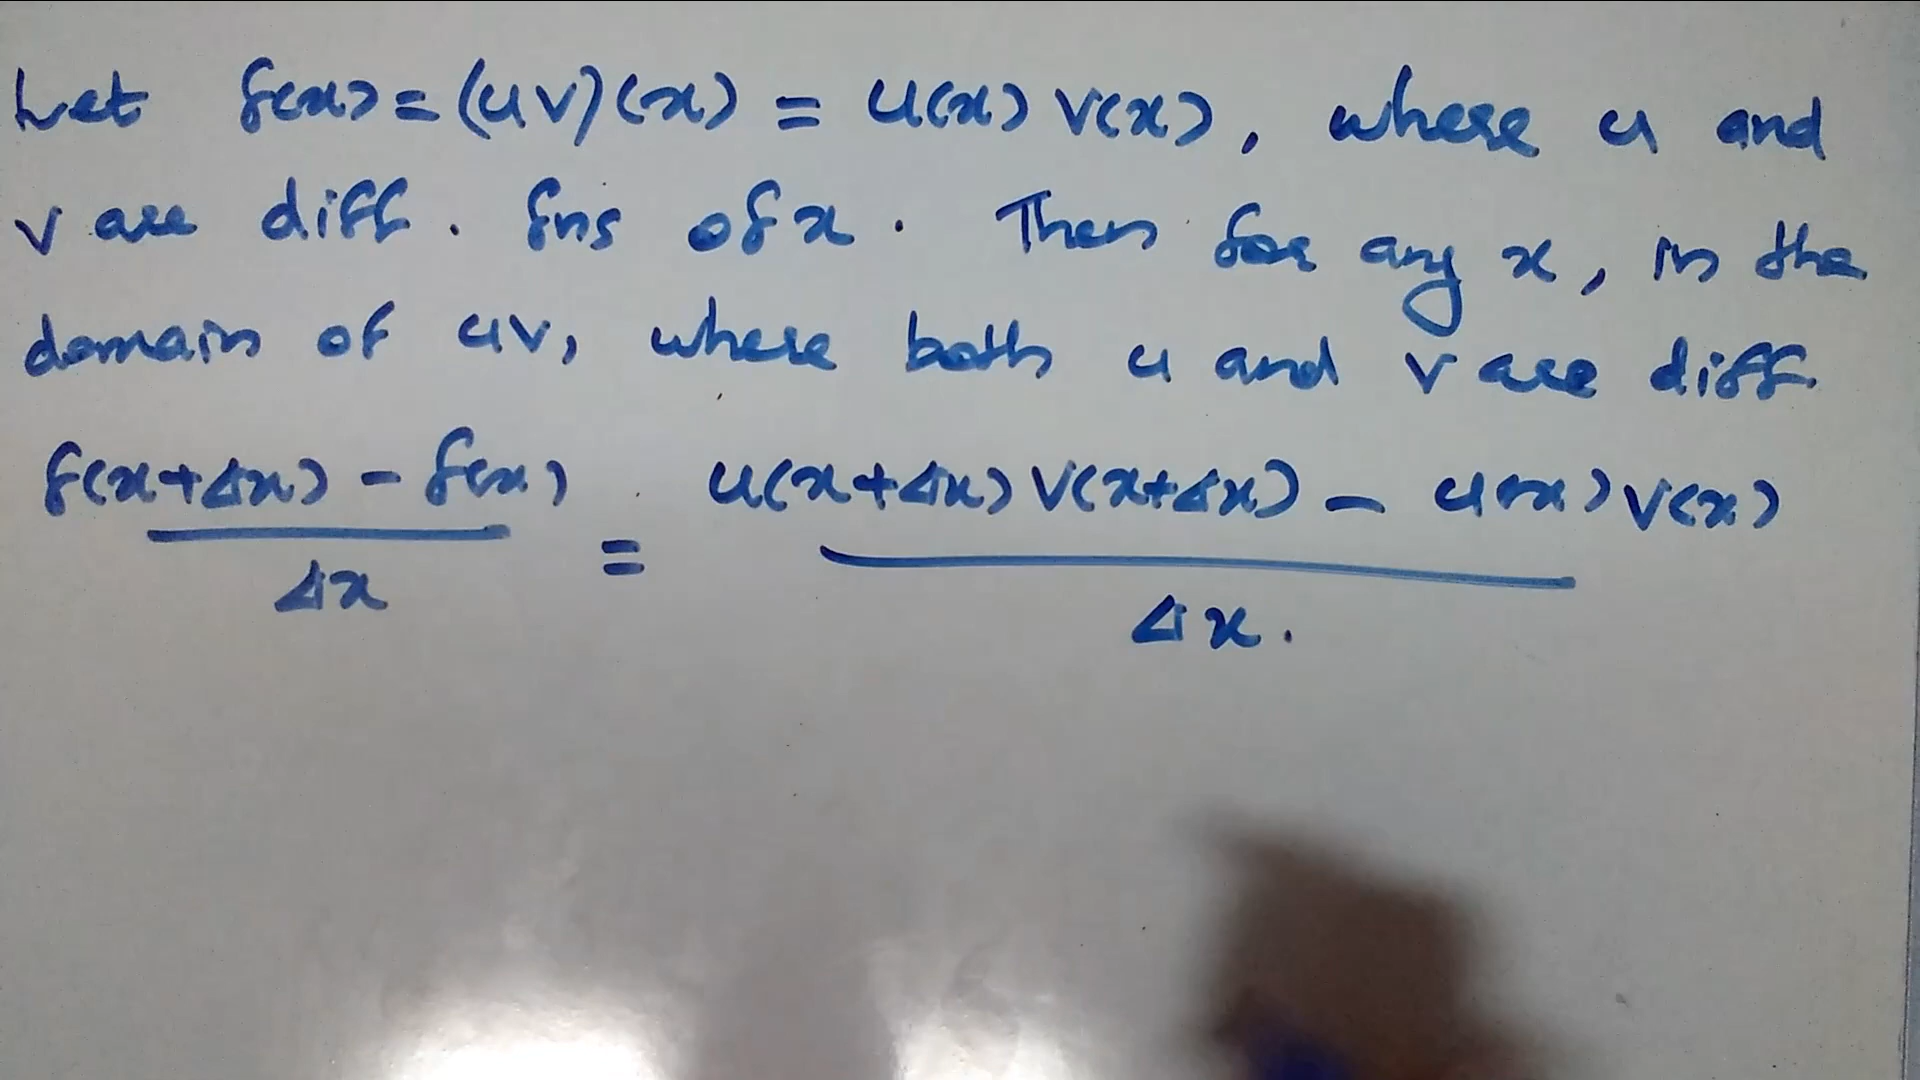 Let f(x) = (uv)(x) = u(x) v(x), where u and
v are diff. fns of x. Then for any x, in the
domain of uv, where both u and v are diff.
f(x+Δx) - f(x) / Δx = u(x+Δx) v(x+Δx) - u(x) v(x) / Δx.